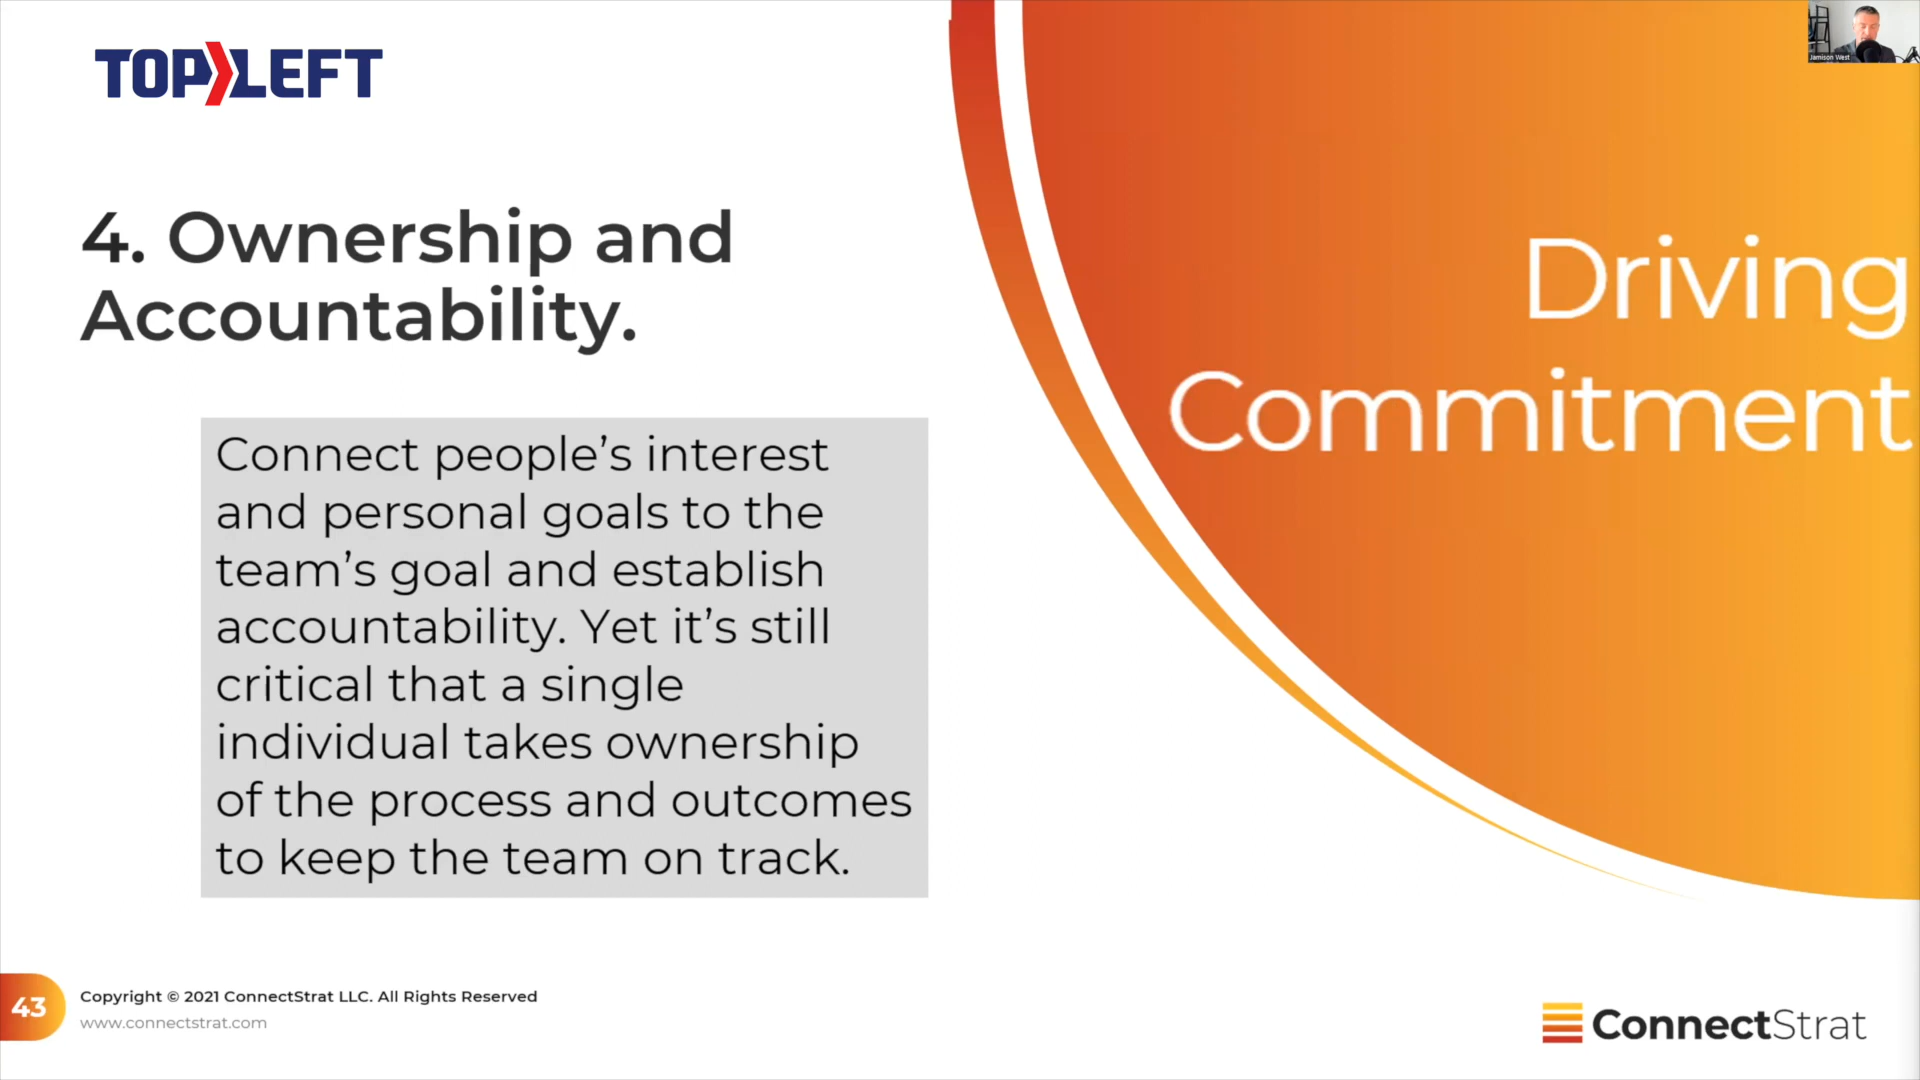 TOP LEFT
Jamison West
4. Ownership and
Accountability.
Driving
Commitment
Connect people’s interest
and personal goals to the
team’s goal and establish
accountability. Yet it’s still
critical that a single
individual takes ownership
of the process and outcomes
to keep the team on track.
43
Copyright © 2021 ConnectStrat LLC. All Rights Reserved
www.connectstrat.com
ConnectStrat